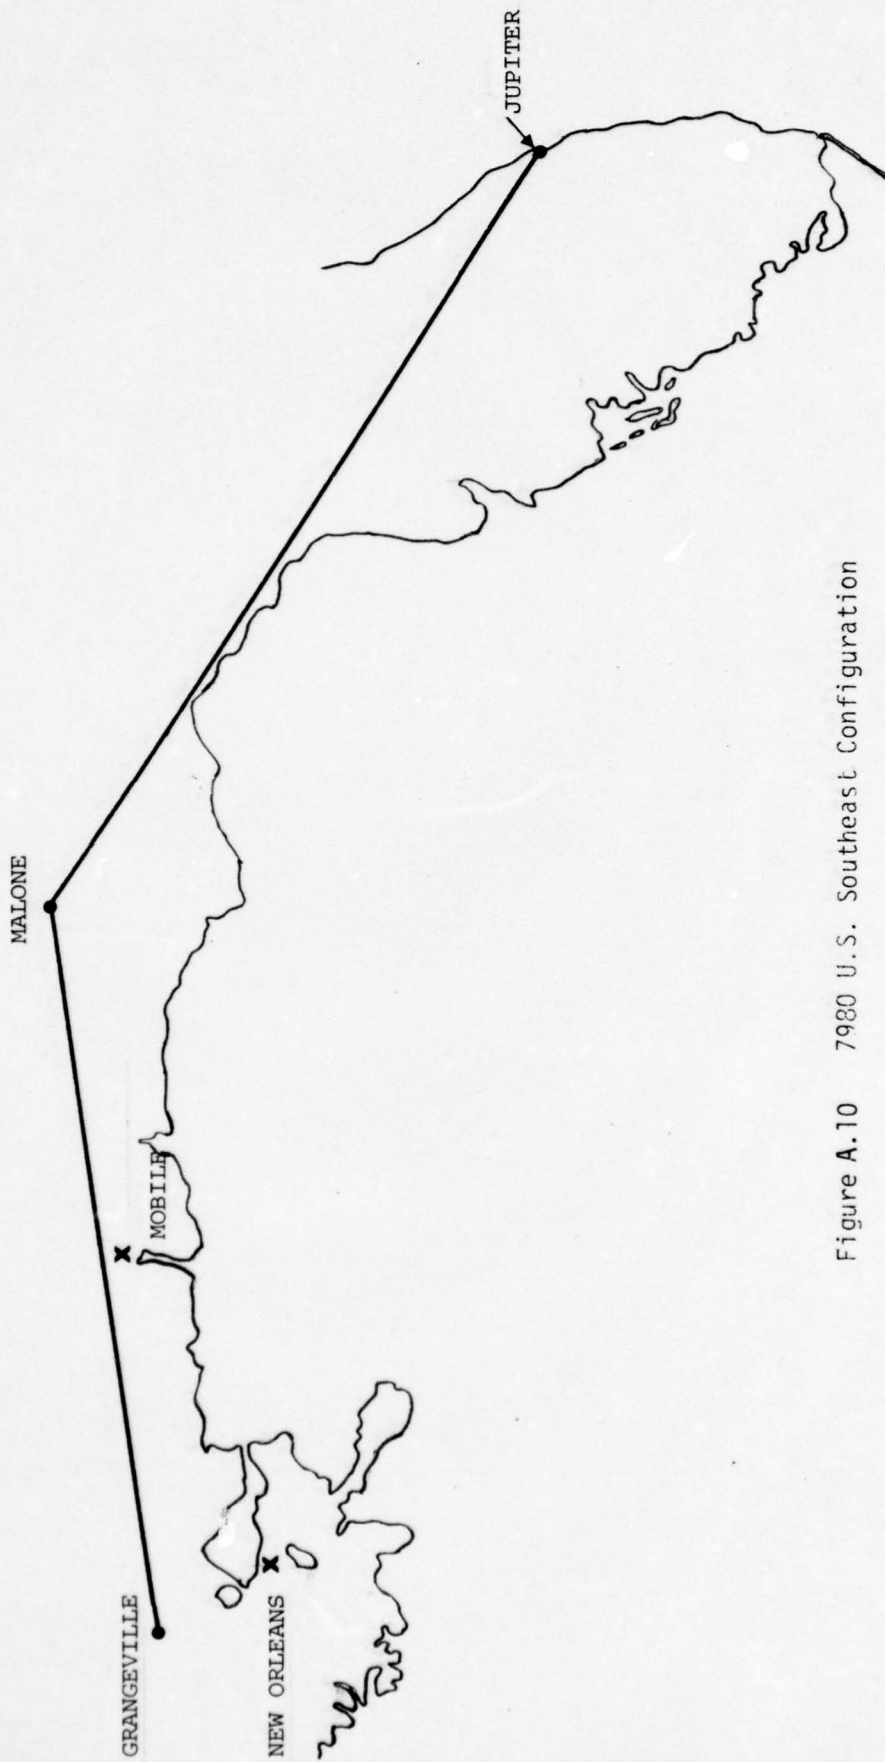 JUPITER
MALONE
MOBILE
GRANGEVILLE
NEW ORLEANS
Figure A.10 7980 U.S. Southeast Configuration